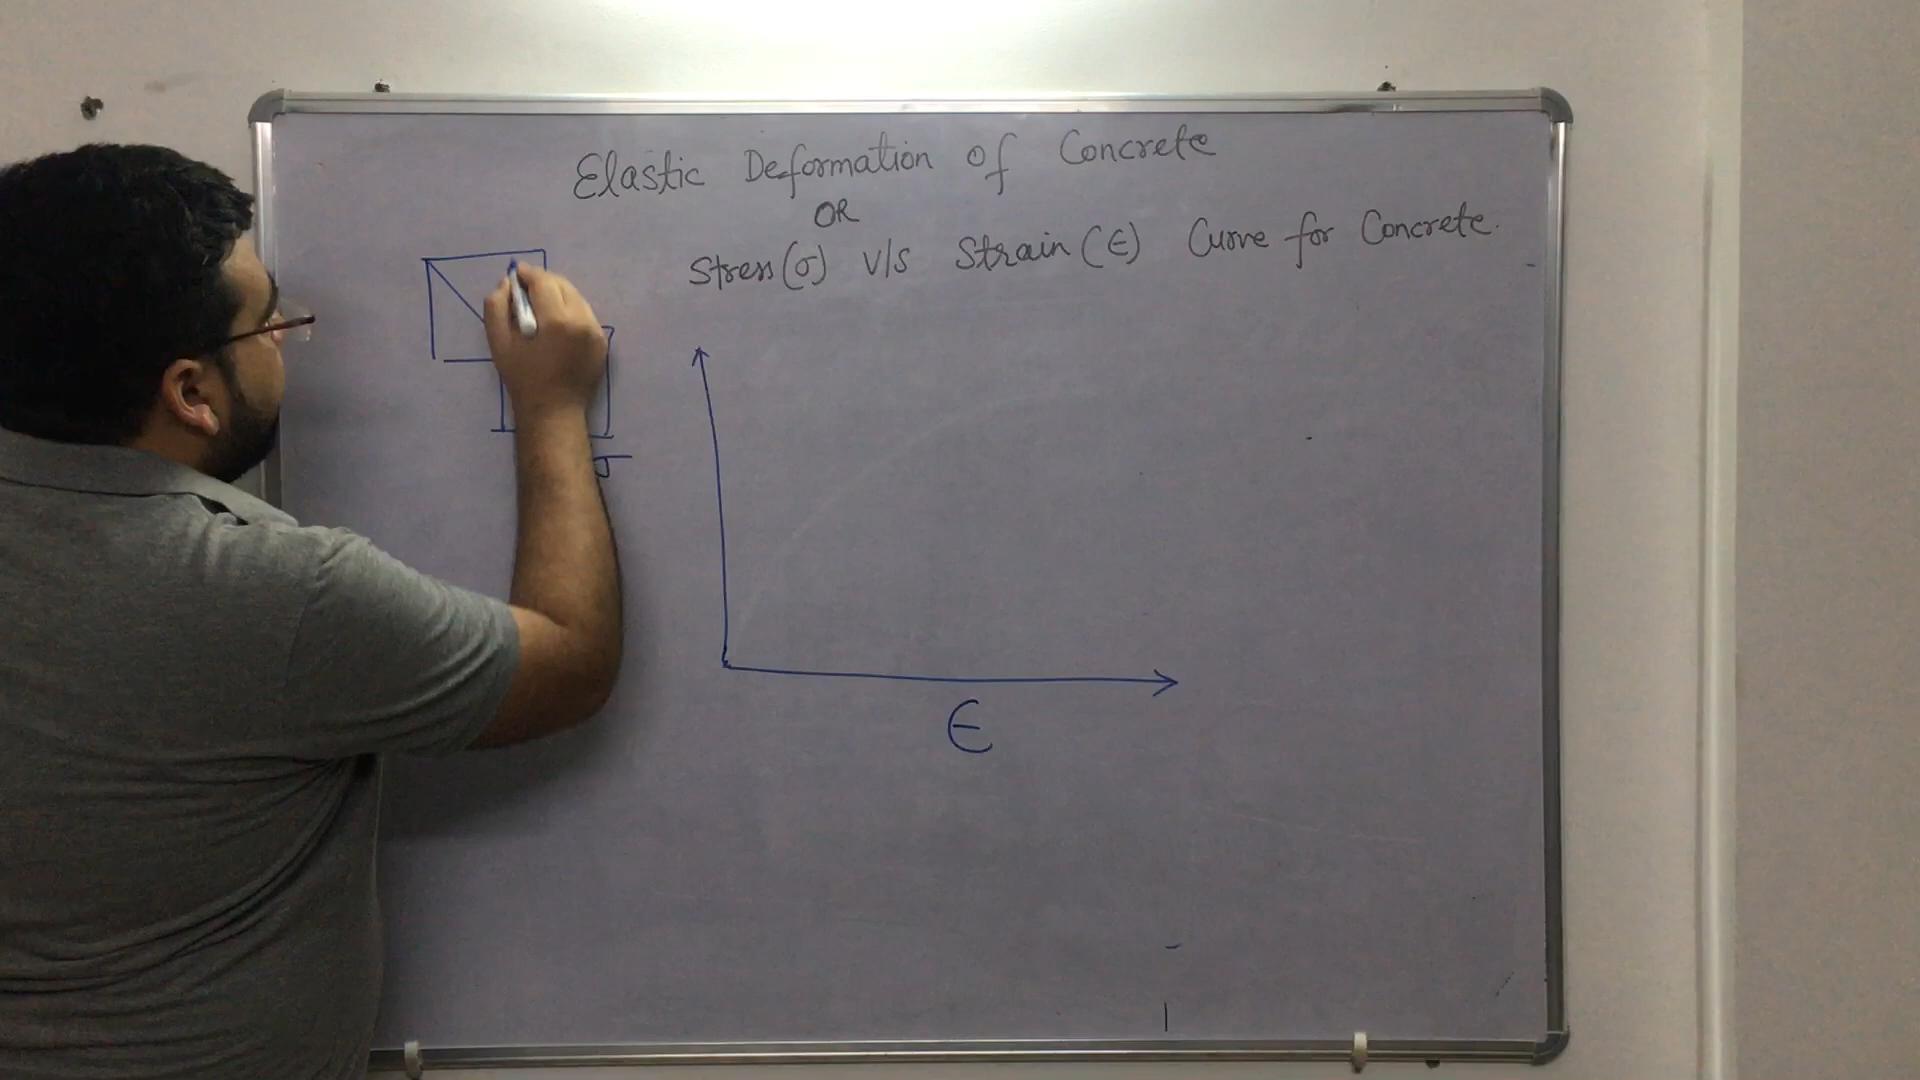 Elastic Deformation of Concrete
OR
Stress(σ) v/s Strain(ϵ) Curve for Concrete.
σ
ϵ